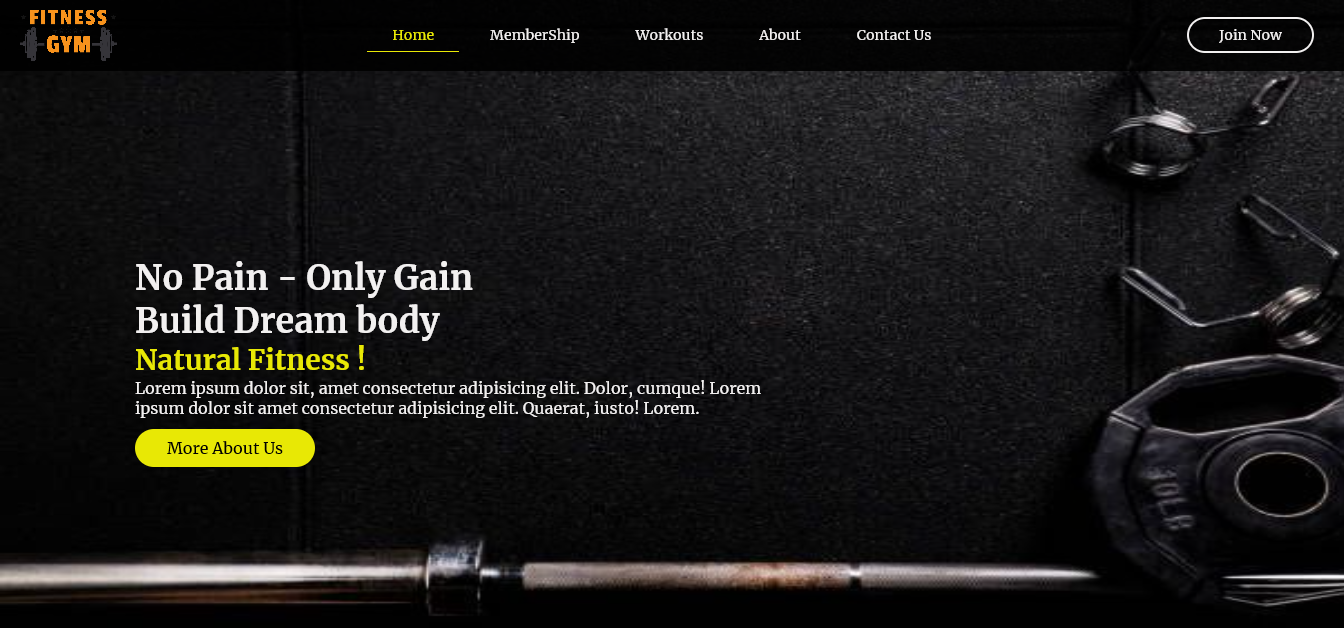 FITNESS
GYM
Home
MemberShip
Workouts
About
Contact Us
Join Now
No Pain - Only Gain
Build Dream body
Natural Fitness !
Lorem ipsum dolor sit, amet consectetur adipisicing elit. Dolor, cumque! Lorem
ipsum dolor sit amet consectetur adipisicing elit. Quaerat, iusto! Lorem.
More About Us
30LB